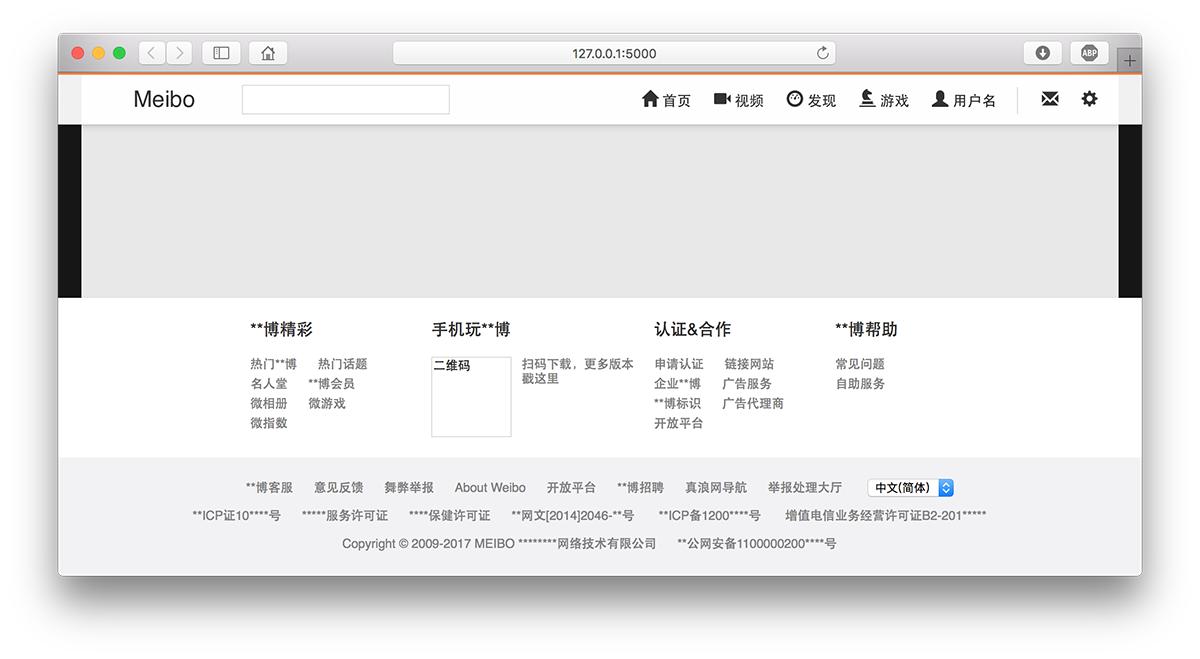 127.0.0.1:5000
ABP
Meibo 首页 视频 发现 游戏 用户名
**博精彩 手机玩**博 认证&合作 **博帮助
热门**博 热门话题 二维码 扫码下载，更多版本 申请认证 链接网站 常见问题
戳这里
名人堂 **博会员 企业**博 广告服务 自助服务
微相册 微游戏 **博标识 广告代理商
微指数 开放平台
**博客服 意见反馈 舞弊举报 About Weibo 开放平台 **博招聘 真浪网导航 举报处理大厅 中文(简体)
**ICP证10****号 *****服务许可证 ****保健许可证 **网文[2014]2046-**号 **ICP备1200****号 增值电信业务经营许可证B2-201*****
Copyright © 2009-2017 MEIBO ********网络技术有限公司 **公网安备1100000200****号